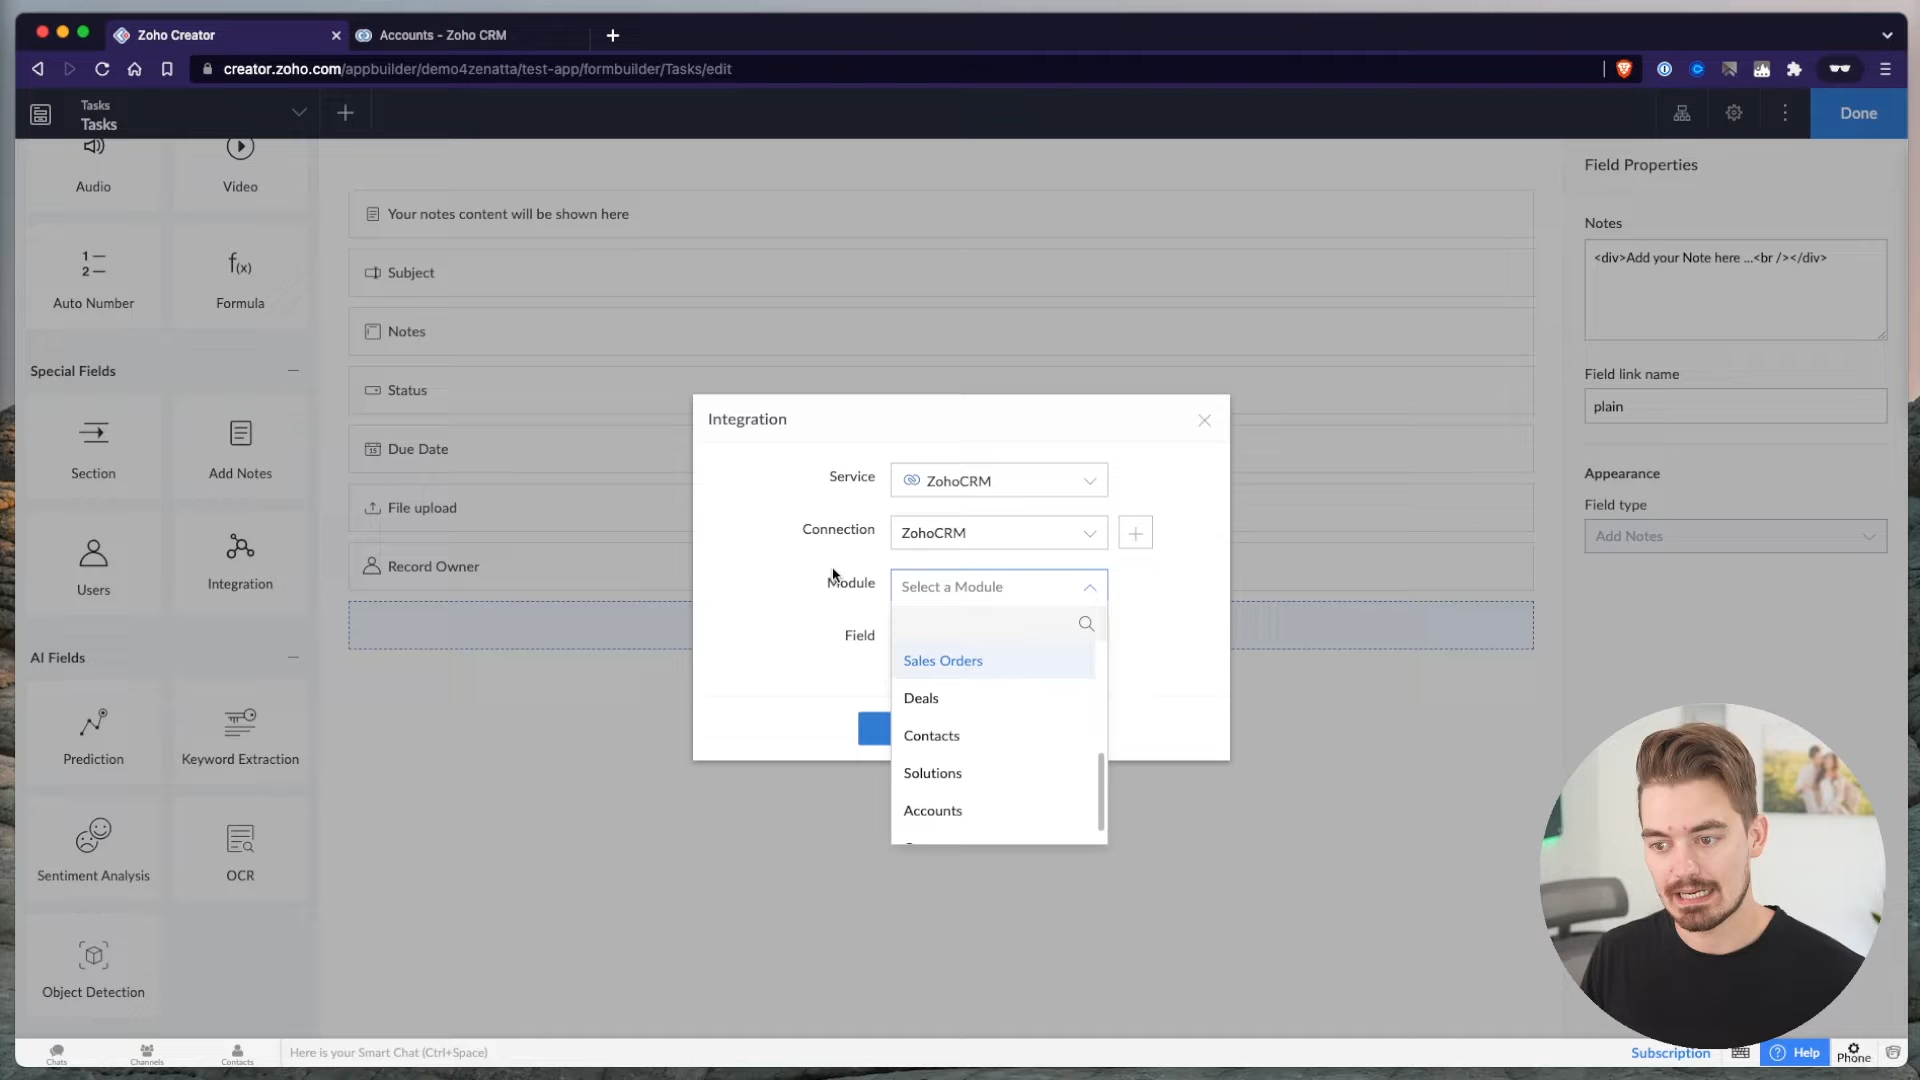 Zoho Creator
Accounts - Zoho CRM
creator.zoho.com/appbuilder/demo4zenatta/test-app/formbuilder/Tasks/edit
Tasks
Tasks
Done
Audio
Video
Auto Number
Formula
Special Fields
Section
Add Notes
Users
Integration
AI Fields
Prediction
Keyword Extraction
Sentiment Analysis
OCR
Object Detection
Your notes content will be shown here
Subject
Notes
Status
Due Date
File upload
Record Owner
Integration
Service
ZohoCRM
Connection
ZohoCRM
Module
Select a Module
Field
Sales Orders
Deals
Contacts
Solutions
Accounts
Field Properties
Notes
<div>Add your Note here ...<br /></div>
Field link name
plain
Appearance
Field type
Add Notes
Chats
Channels
Contacts
Here is your Smart Chat (Ctrl+Space)
Subscription
Help
Phone